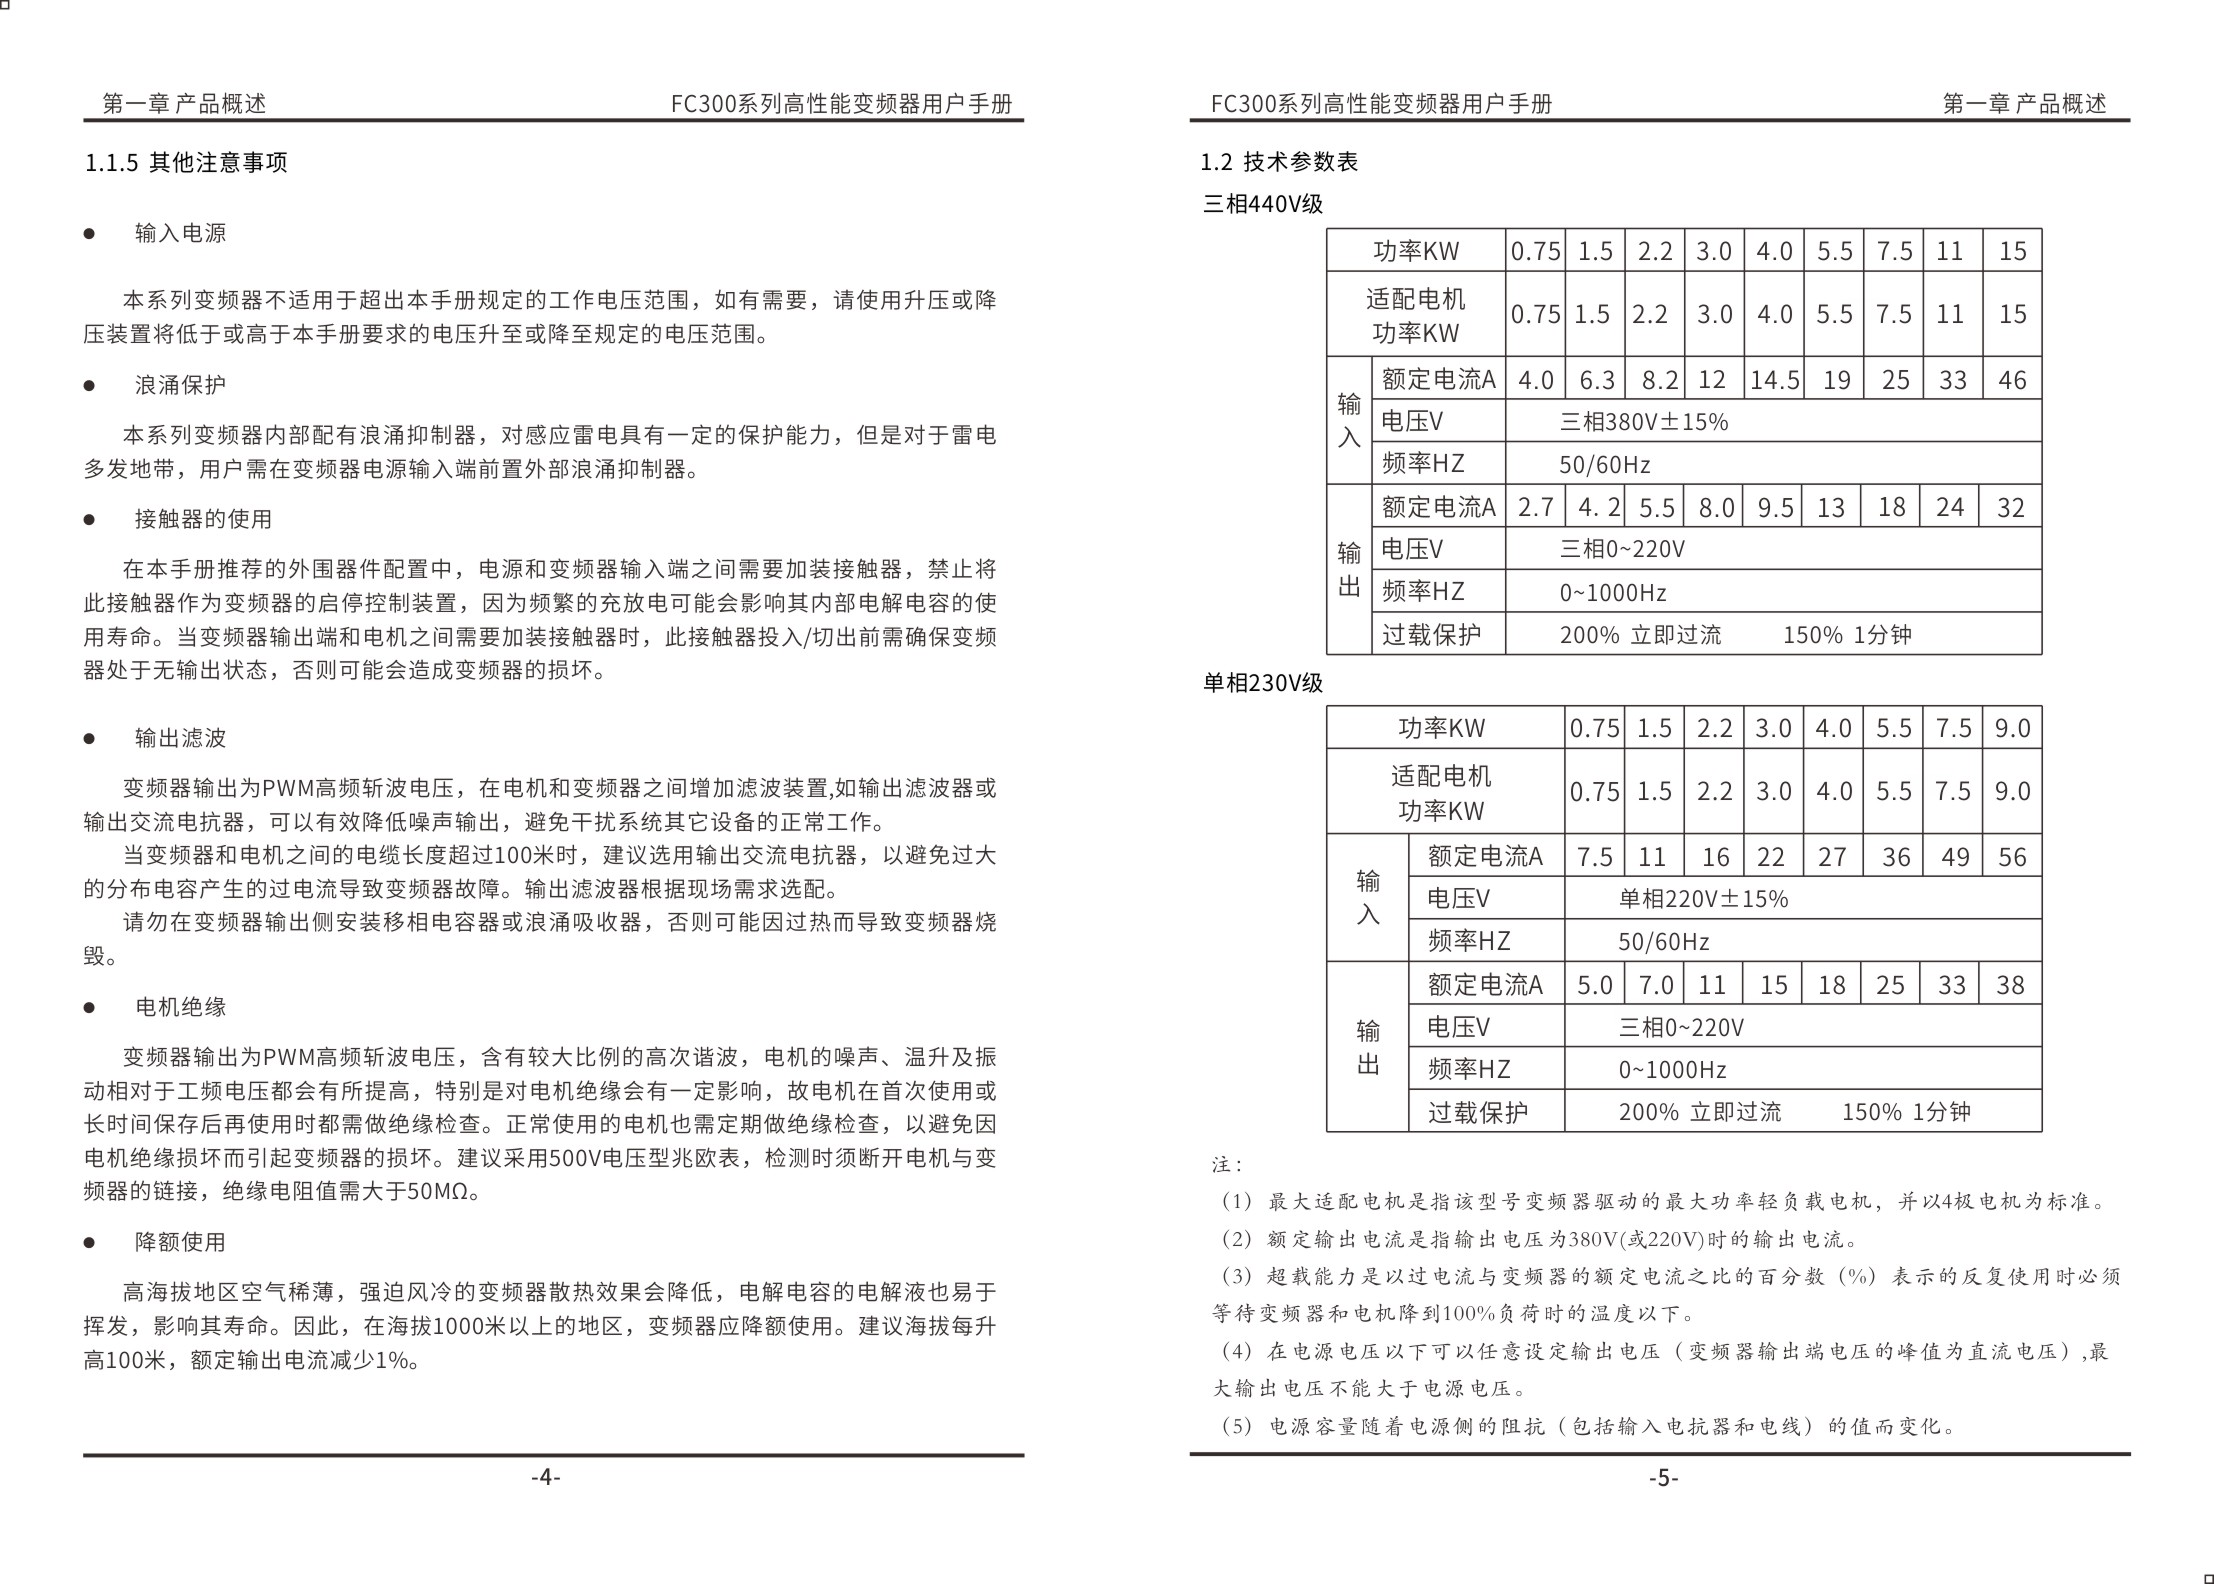 第一章 产品概述 FC300系列高性能变频器用户手册
1.1.5 其他注意事项
● 输入电源
本系列变频器不适用于超出本手册规定的工作电压范围，如有需要，请使用升压或降
压装置将低于或高于本手册要求的电压升至或降至规定的电压范围。
● 浪涌保护
本系列变频器内部配有浪涌抑制器，对感应雷电具有一定的保护能力，但是对于雷电
多发地带，用户需在变频器电源输入端前置外部浪涌抑制器。
● 接触器的使用
在本手册推荐的外围器件配置中，电源和变频器输入端之间需要加装接触器，禁止将
此接触器作为变频器的启停控制装置，因为频繁的充放电可能会影响其内部电解电容的使
用寿命。当变频器输出端和电机之间需要加装接触器时，此接触器投入/切出前需确保变频
器处于无输出状态，否则可能会造成变频器的损坏。
● 输出滤波
变频器输出为PWM高频斩波电压，在电机和变频器之间增加滤波装置,如输出滤波器或
输出交流电抗器，可以有效降低噪声输出，避免干扰系统其它设备的正常工作。
当变频器和电机之间的电缆长度超过100米时，建议选用输出交流电抗器，以避免过大
的分布电容产生的过电流导致变频器故障。输出滤波器根据现场需求选配。
请勿在变频器输出侧安装移相电容器或浪涌吸收器，否则可能因过热而导致变频器烧
毁。
● 电机绝缘
变频器输出为PWM高频斩波电压，含有较大比例的高次谐波，电机的噪声、温升及振
动相对于工频电压都会有所提高，特别是对电机绝缘会有一定影响，故电机在首次使用或
长时间保存后再使用时都需做绝缘检查。正常使用的电机也需定期做绝缘检查，以避免因
电机绝缘损坏而引起变频器的损坏。建议采用500V电压型兆欧表，检测时须断开电机与变
频器的链接，绝缘电阻值需大于50MΩ。
● 降额使用
高海拔地区空气稀薄，强迫风冷的变频器散热效果会降低，电解电容的电解液也易于
挥发，影响其寿命。因此，在海拔1000米以上的地区，变频器应降额使用。建议海拔每升
高100米，额定输出电流减少1%。
-4-
FC300系列高性能变频器用户手册 第一章 产品概述
1.2 技术参数表
三相440V级
功率KW 0.75 1.5 2.2 3.0 4.0 5.5 7.5 11 15
适配电机
功率KW 0.75 1.5 2.2 3.0 4.0 5.5 7.5 11 15
输入
额定电流A 4.0 6.3 8.2 12 14.5 19 25 33 46
电压V 三相380V±15%
频率HZ 50/60Hz
输出
额定电流A 2.7 4. 2 5.5 8.0 9.5 13 18 24 32
电压V 三相0~220V
频率HZ 0~1000Hz
过载保护 200% 立即过流 150% 1分钟
单相230V级
功率KW 0.75 1.5 2.2 3.0 4.0 5.5 7.5 9.0
适配电机
功率KW 0.75 1.5 2.2 3.0 4.0 5.5 7.5 9.0
输入
额定电流A 7.5 11 16 22 27 36 49 56
电压V 单相220V±15%
频率HZ 50/60Hz
输出
额定电流A 5.0 7.0 11 15 18 25 33 38
电压V 三相0~220V
频率HZ 0~1000Hz
过载保护 200% 立即过流 150% 1分钟
注：
（1）最大适配电机是指该型号变频器驱动的最大功率轻负载电机，并以4极电机为标准。
（2）额定输出电流是指输出电压为380V(或220V)时的输出电流。
（3）超载能力是以过电流与变频器的额定电流之比的百分数（%）表示的反复使用时必须
等待变频器和电机降到100%负荷时的温度以下。
（4）在电源电压以下可以任意设定输出电压（变频器输出端电压的峰值为直流电压）,最
大输出电压不能大于电源电压。
（5）电源容量随着电源侧的阻抗（包括输入电抗器和电线）的值而变化。
-5-